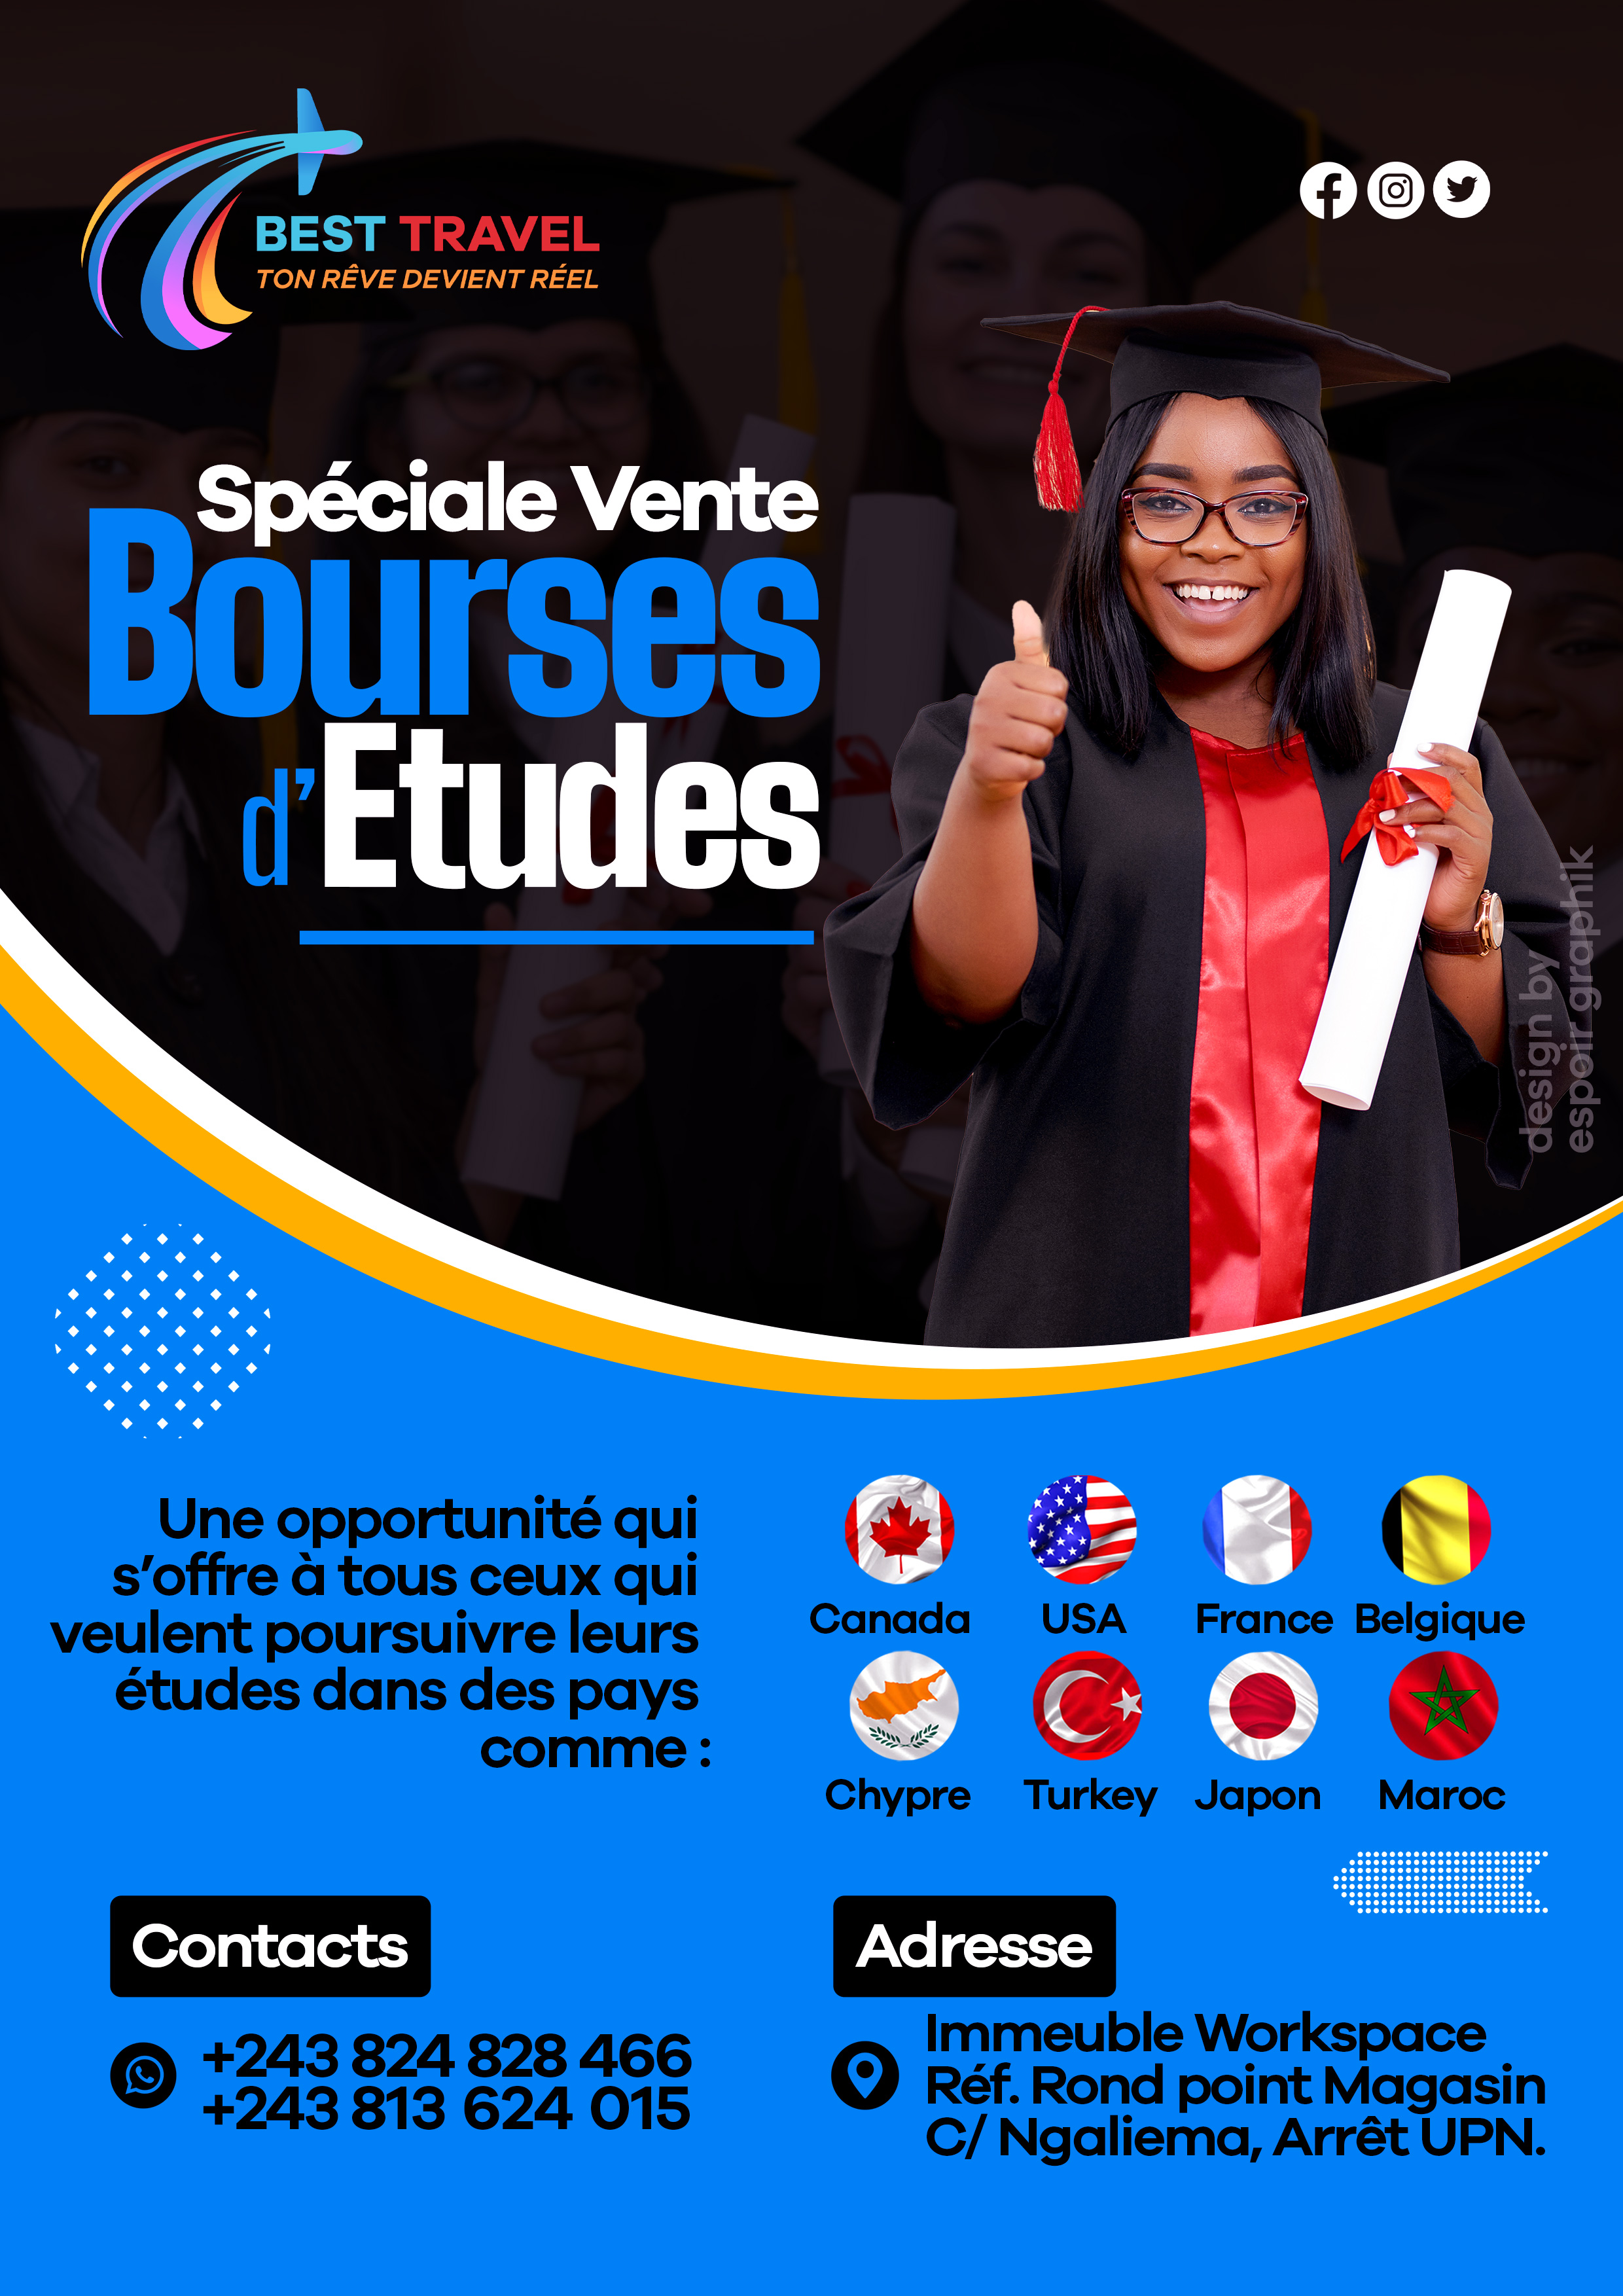 BEST TRAVEL
TON RÊVE DEVIENT RÉEL
Spéciale Vente
Bourses
d’Etudes
design by
espoir graphik
Une opportunité qui
s’offre à tous ceux qui
veulent poursuivre leurs
études dans des pays
comme :
Canada USA France Belgique
Chypre Turkey Japon Maroc
Contacts
+243 824 828 466
+243 813 624 015
Adresse
Immeuble Workspace
Réf. Rond point Magasin
C/ Ngaliema, Arrêt UPN.